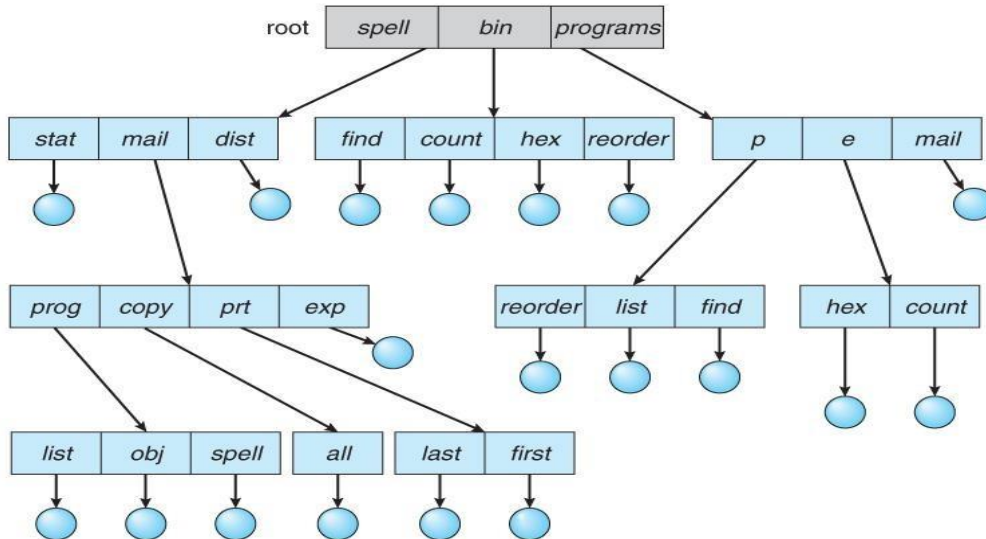 root spell bin programs
stat mail dist find count hex reorder p e mail
prog copy prt exp reorder list find hex count
list obj spell all last first